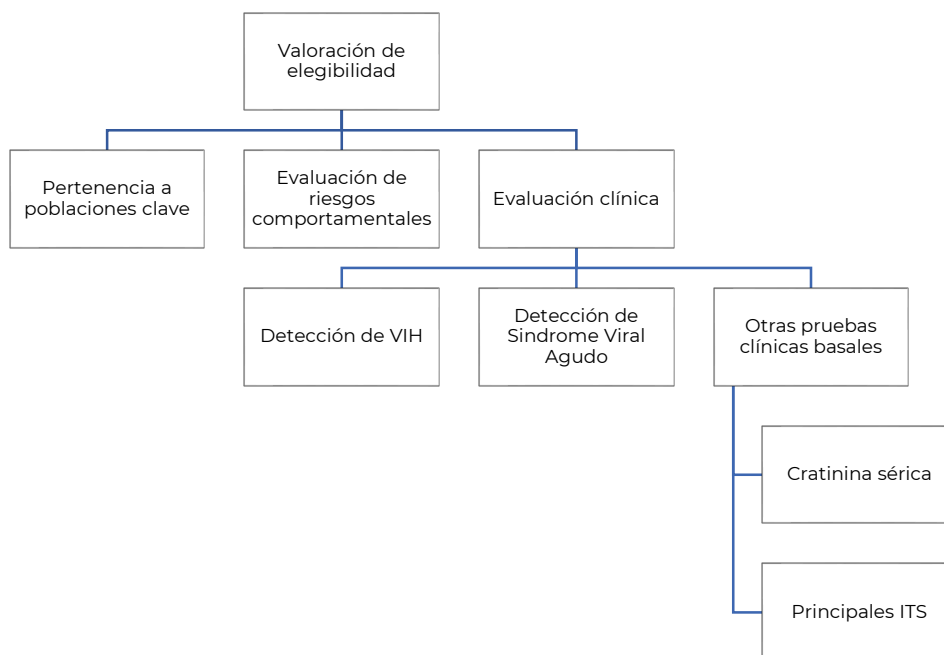 Valoración de
elegibilidad
Pertenencia a
poblaciones clave
Evaluación de
riesgos
comportamentales
Evaluación clínica
Detección de VIH
Detección de
Sindrome Viral
Agudo
Otras pruebas
clínicas basales
Cratinina sérica
Principales ITS